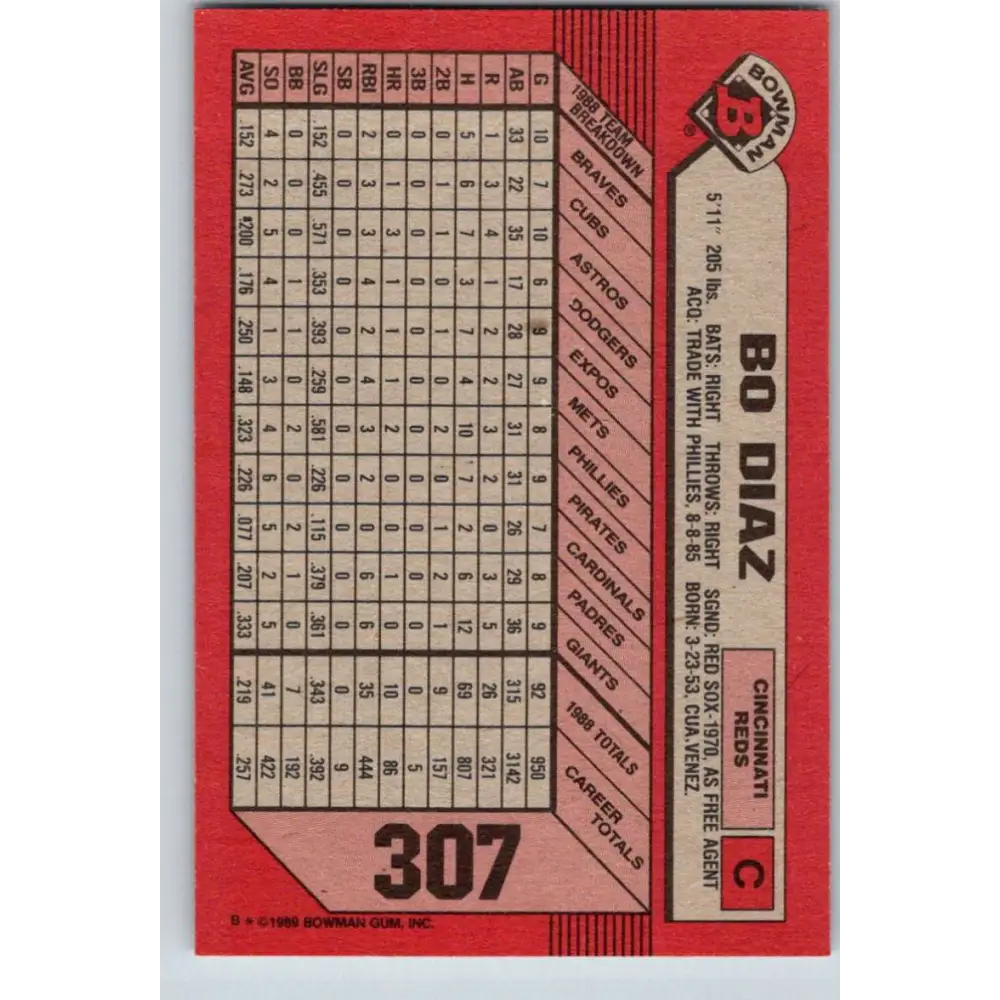 BOWMAN
B
®
BO DIAZ
CINCINNATI
REDS
C
5'11" 205 lbs. BATS: RIGHT THROWS: RIGHT SGND: RED SOX-1970, AS FREE AGENT
ACQ: TRADE WITH PHILLIES, 8-8-85 BORN: 3-23-53, CUA.VENEZ.
1988 TEAM BREAKDOWN BRAVES CUBS ASTROS DODGERS EXPOS METS PHILLIES PIRATES CARDINALS PADRES GIANTS 1988 TOTALS CAREER TOTALS
G 10 7 10 6 9 9 8 9 7 8 9 92 950
AB 33 22 35 17 28 27 31 31 26 29 36 315 3142
R 1 3 4 1 2 2 3 2 0 3 5 26 321
H 5 6 7 3 7 4 10 7 2 6 12 69 807
2B 0 1 1 0 1 0 2 0 1 2 1 9 157
3B 0 0 0 0 0 0 0 0 0 0 0 0 5
HR 0 1 3 1 1 1 2 0 0 1 0 10 86
RBI 2 3 3 4 2 4 3 2 0 6 6 35 444
SB 0 0 0 0 0 0 0 0 0 0 0 0 9
SLG .152 .455 .571 .353 .393 .259 .581 .226 .115 .379 .361 .343 .392
BB 0 0 0 1 1 0 2 0 2 1 0 7 192
SO 4 2 5 4 1 3 4 6 5 2 5 41 422
AVG .152 .273 .200 .176 .250 .148 .323 .226 .077 .207 .333 .219 .257
307
B * ©1989 BOWMAN GUM, INC.